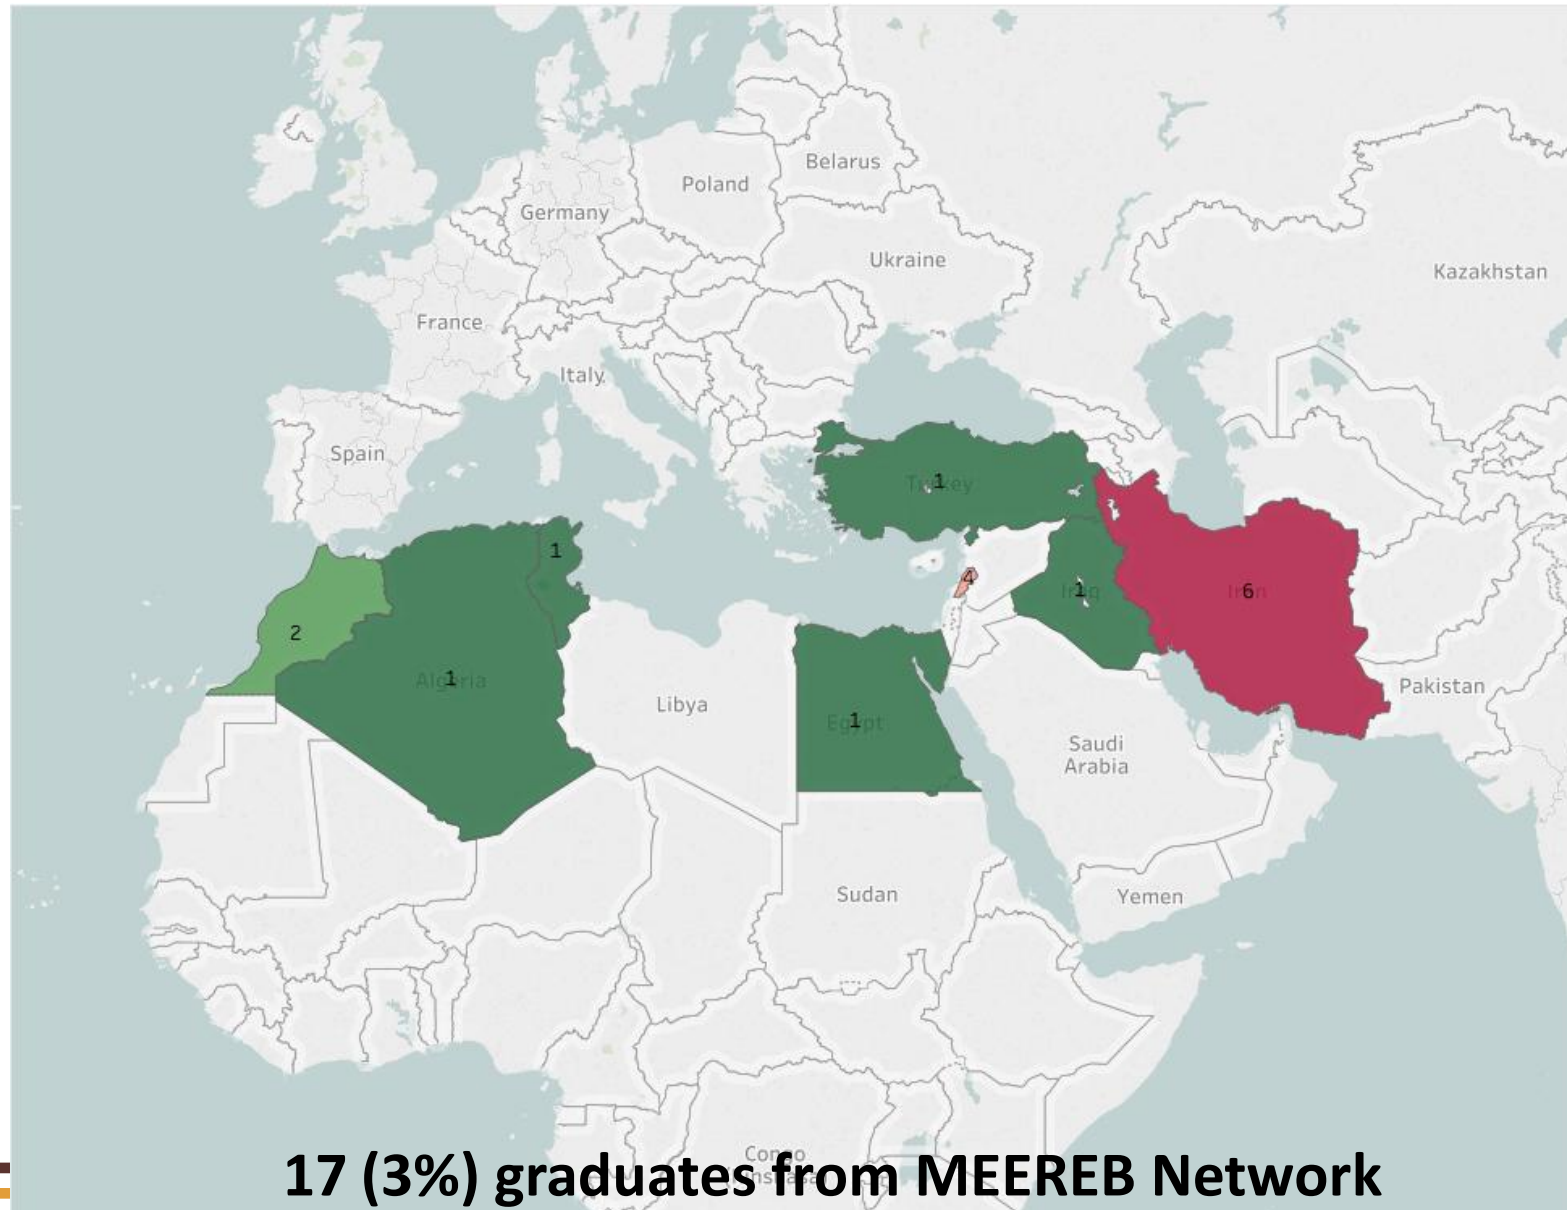 Belarus
Poland
Germany
Ukraine
Kazakhstan
France
Italy
Spain
1
Turkey
1
4
1
Iraq
6
Iran
2
1
Algeria
Libya
1
Egypt
Pakistan
Saudi
Arabia
Sudan
Yemen
Congo
(Kinshasa)
17 (3%) graduates from MEEREB Network